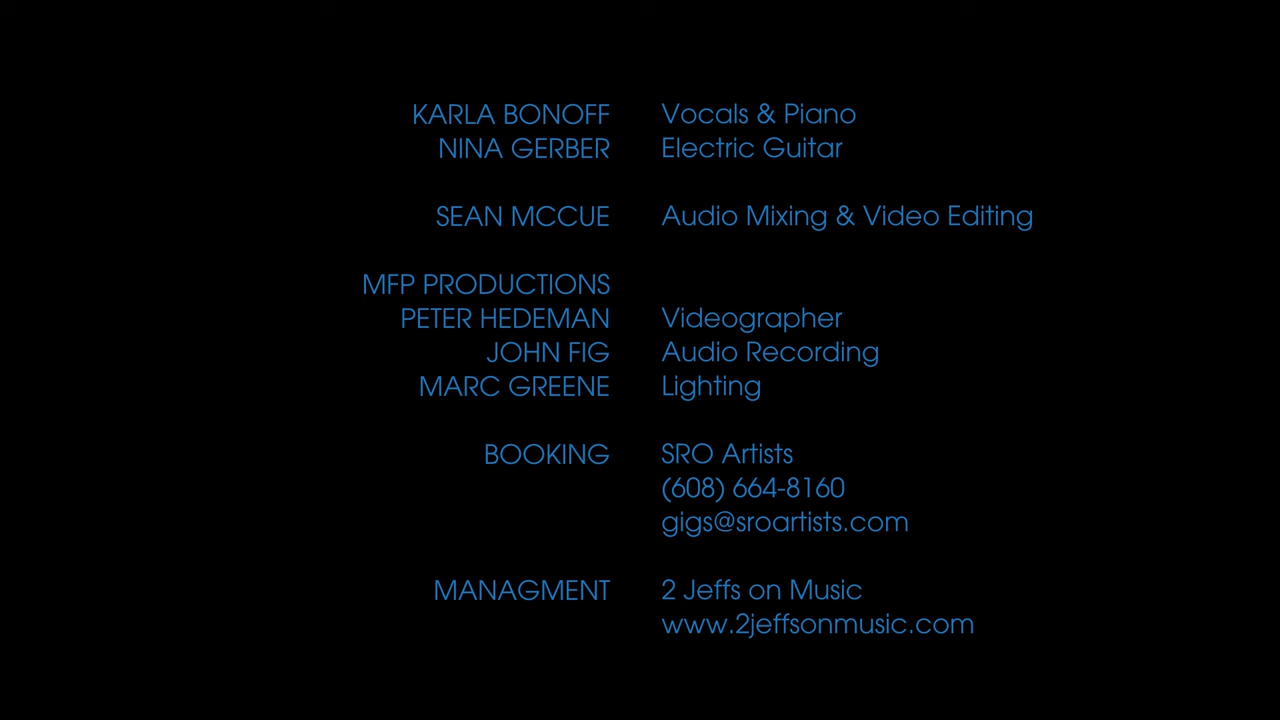 KARLA BONOFF Vocals & Piano
NINA GERBER Electric Guitar
SEAN MCCUE Audio Mixing & Video Editing
MFP PRODUCTIONS
PETER HEDEMAN Videographer
JOHN FIG Audio Recording
MARC GREENE Lighting
BOOKING SRO Artists
(608) 664-8160
gigs@sroartists.com
MANAGMENT 2 Jeffs on Music
www.2jeffsonmusic.com